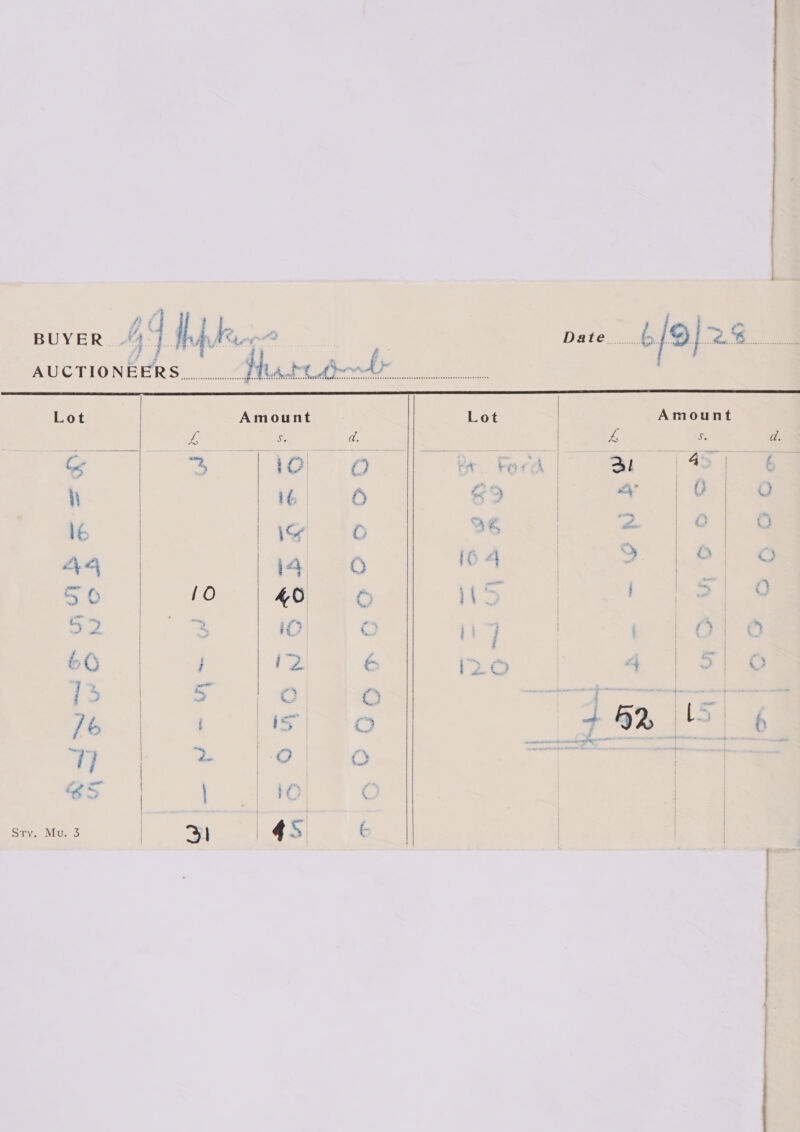 BUYER
Date 6/9/28
AUCTIONEERS
Lot Amount Lot Amount
£ s. d. £ s. d.
8 3 10 0 Br. Ford 31 45 6
11 16 0 89 4 0 0
16 18 0 96 2 0 0
44 14 0 104 9 0 0
50 10 40 0 115 1 5 0
52 3 10 0 117 1 0 0
60 1 12 6 120 4 5 0
73 5 0 0
76 1 15 0 52 15 6
77 2 0 0
85 1 10 0
Sty. Mu. 3 31 45 6